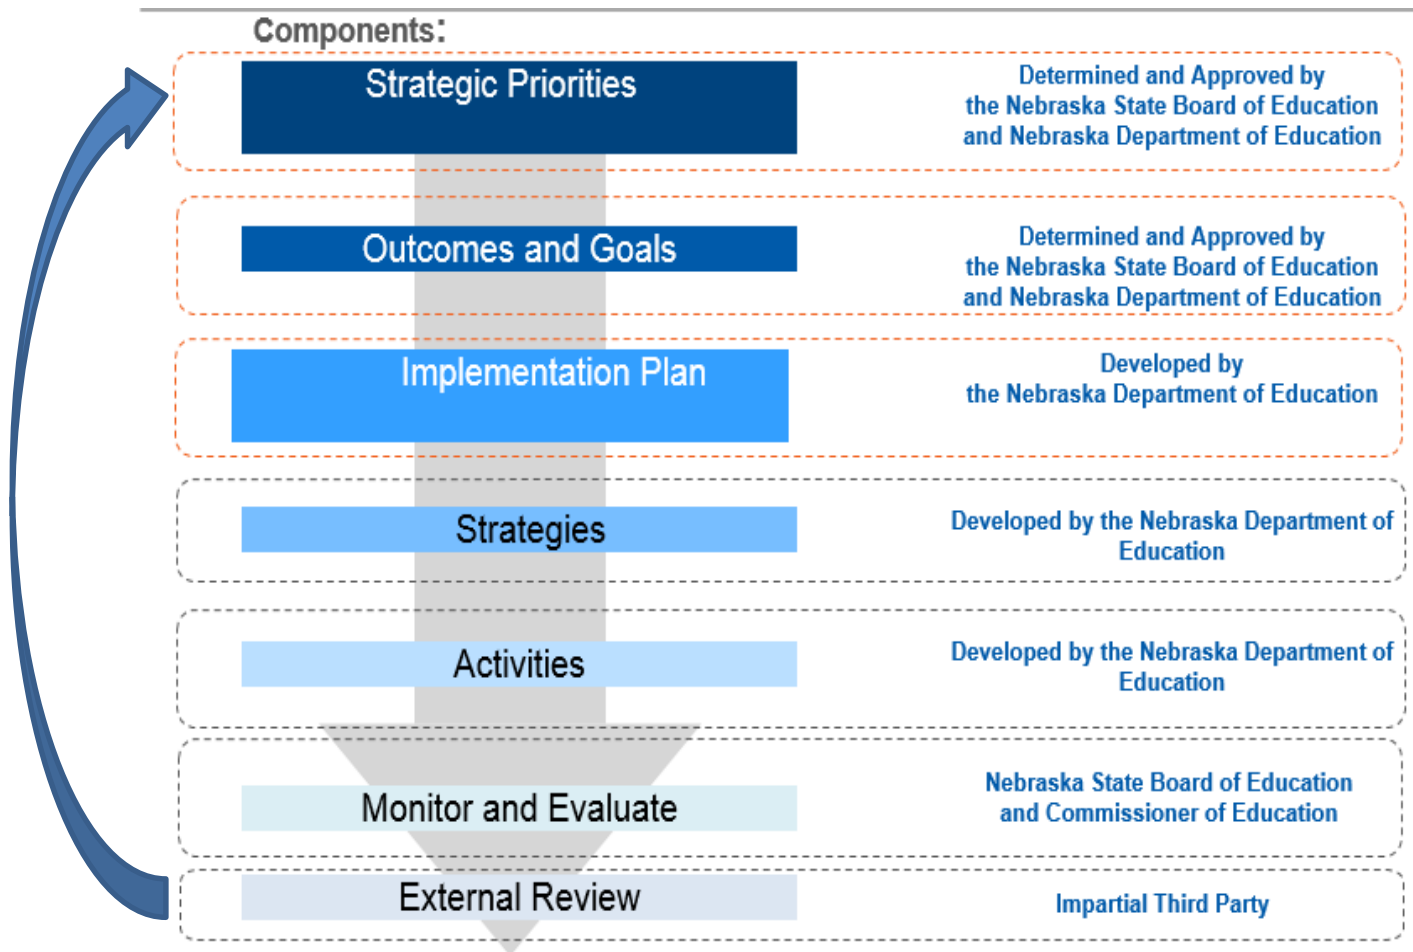 Components:
Strategic Priorities
Determined and Approved by
the Nebraska State Board of Education
and Nebraska Department of Education
Outcomes and Goals
Determined and Approved by
the Nebraska State Board of Education
and Nebraska Department of Education
Implementation Plan
Developed by
the Nebraska Department of Education
Strategies
Developed by the Nebraska Department of
Education
Activities
Developed by the Nebraska Department of
Education
Monitor and Evaluate
Nebraska State Board of Education
and Commissioner of Education
External Review
Impartial Third Party